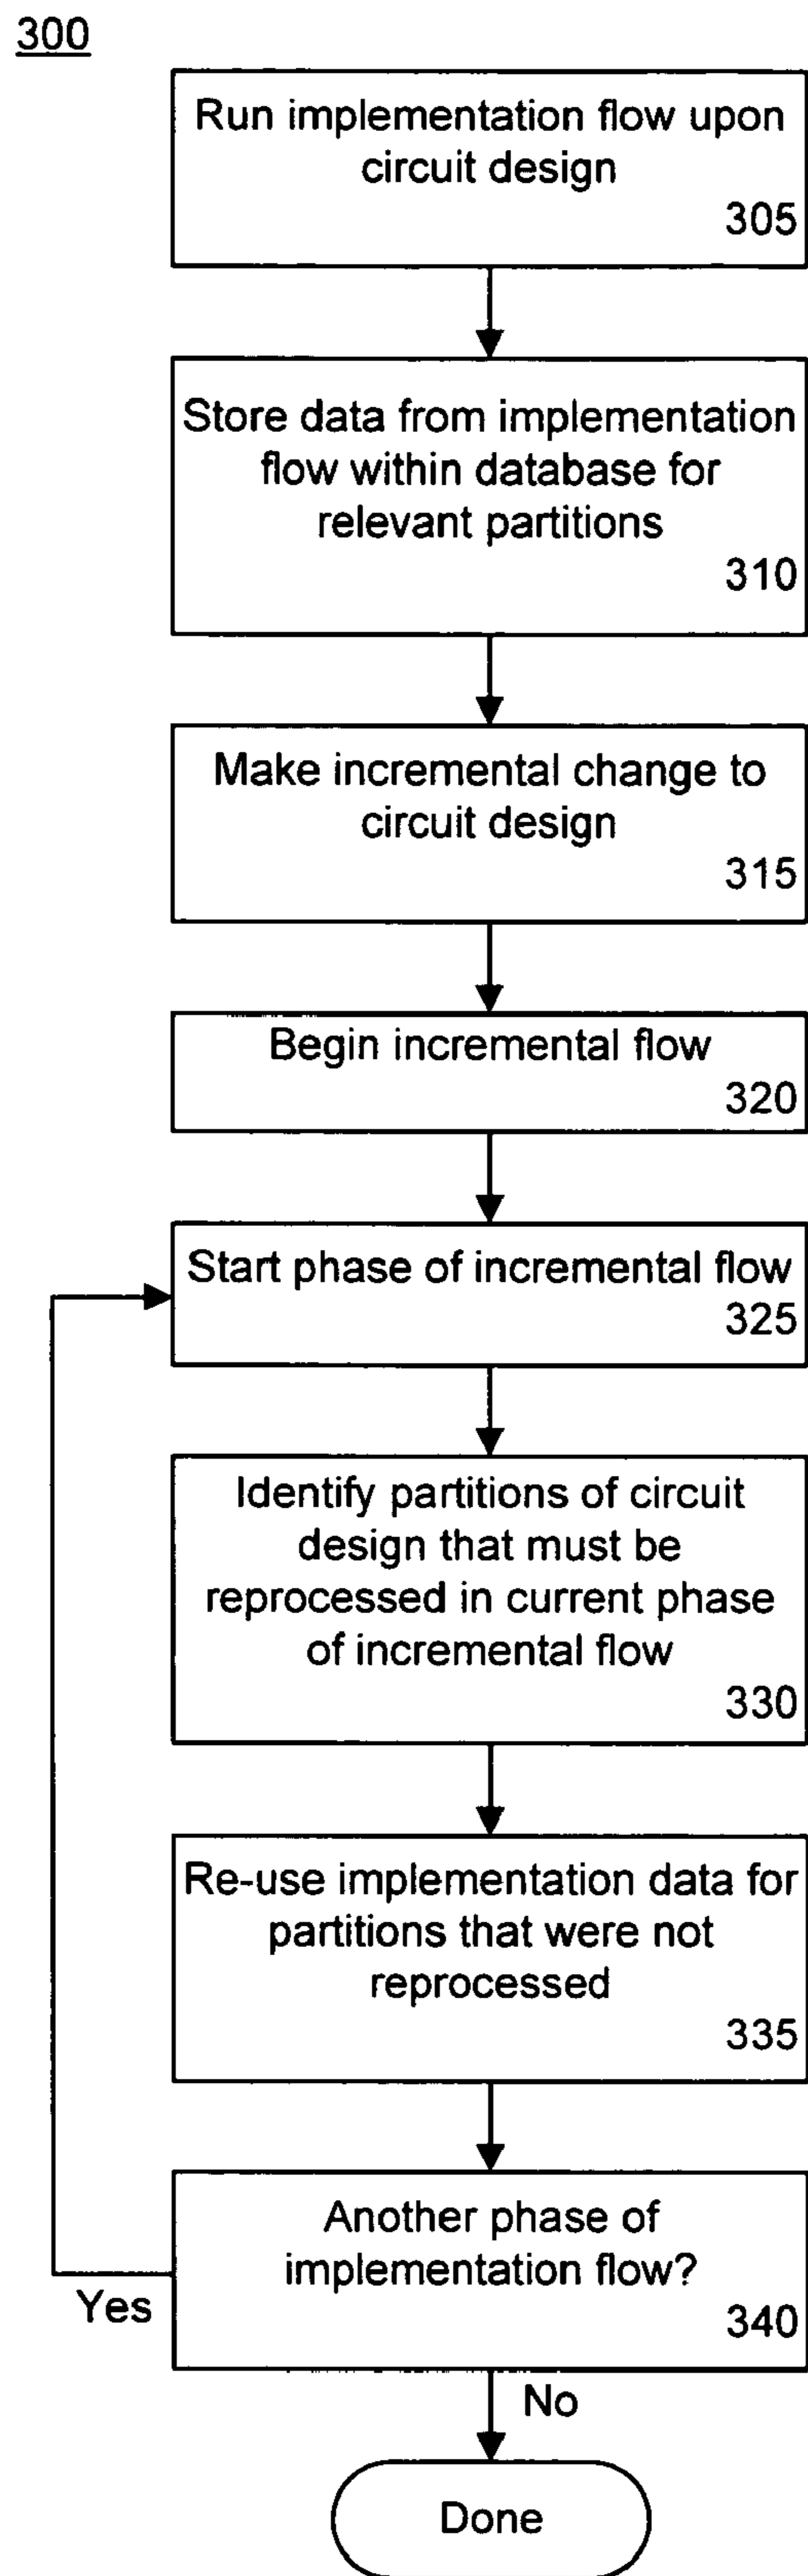 300
Run implementation flow upon
circuit design
305
Store data from implementation
flow within database for
relevant partitions
310
Make incremental change to
circuit design
315
Begin incremental flow
320
Start phase of incremental flow
325
Identify partitions of circuit
design that must be
reprocessed in current phase
of incremental flow
330
Re-use implementation data for
partitions that were not
reprocessed
335
Another phase of
implementation flow?
340
Yes
No
Done